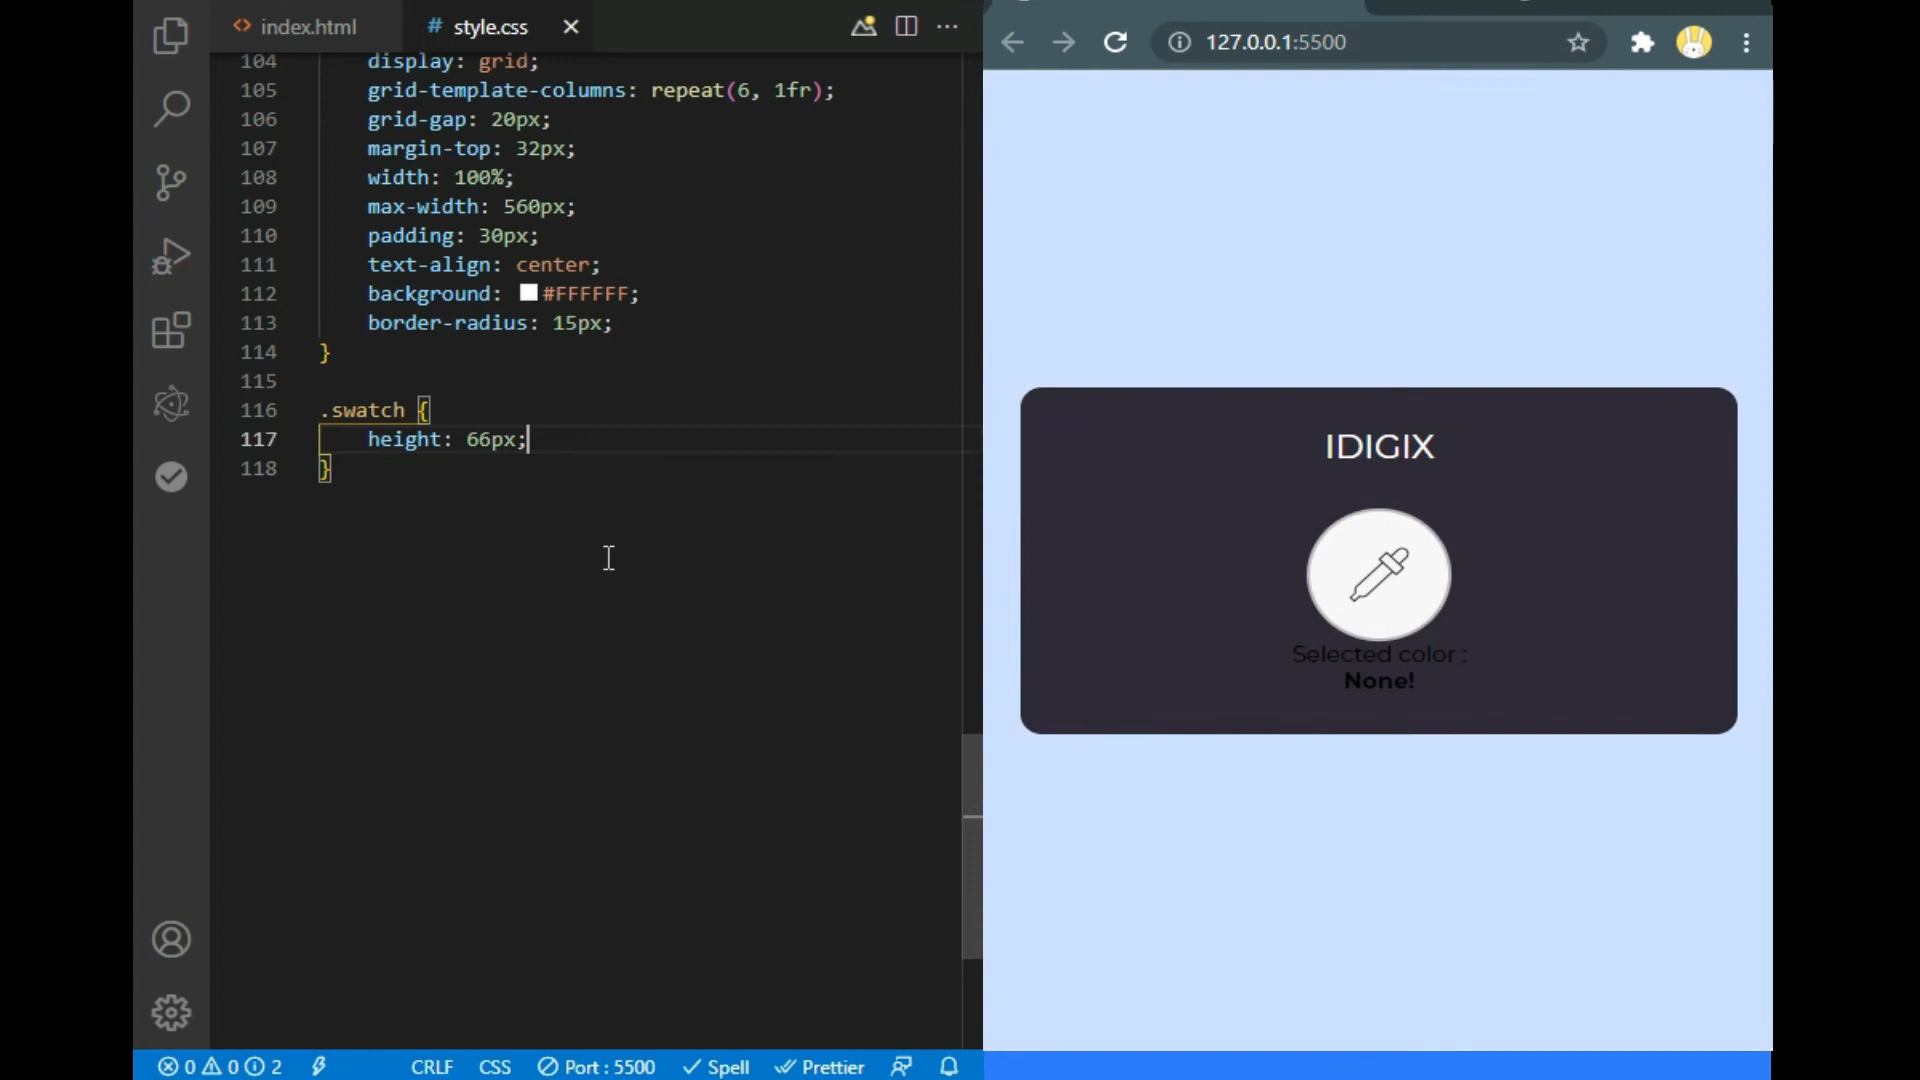 index.html
style.css
104 display: grid;
105 grid-template-columns: repeat(6, 1fr);
106 grid-gap: 20px;
107 margin-top: 32px;
108 width: 100%;
109 max-width: 560px;
110 padding: 30px;
111 text-align: center;
112 background: #FFFFFF;
113 border-radius: 15px;
114 }
115
116 .swatch {
117 height: 66px;
118 }
0 0 2 CRLF CSS Port : 5500 Spell Prettier
127.0.0.1:5500
IDIGIX
Selected color :
None!